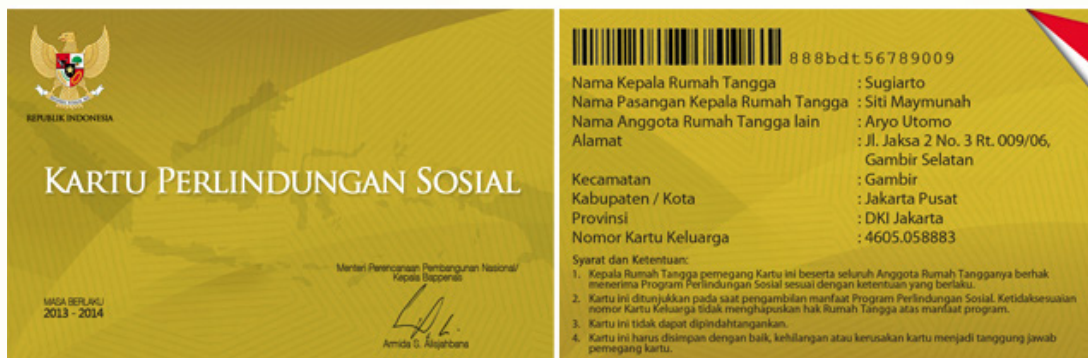 REPUBLIK INDONESIA
KARTU PERLINDUNGAN SOSIAL
Menteri Perencanaan Pembangunan Nasional/
Kepala Bappenas
MASA BERLAKU
2013 - 2014
Armida S. Alisjahbana
888bdt56789009
Nama Kepala Rumah Tangga : Sugiarto
Nama Pasangan Kepala Rumah Tangga : Siti Maymunah
Nama Anggota Rumah Tangga lain : Aryo Utomo
Alamat : Jl. Jaksa 2 No. 3 Rt. 009/06,
Gambir Selatan
Kecamatan : Gambir
Kabupaten / Kota : Jakarta Pusat
Provinsi : DKI Jakarta
Nomor Kartu Keluarga : 4605.058883
Syarat dan Ketentuan:
1. Kepala Rumah Tangga pemegang Kartu ini beserta seluruh Anggota Rumah Tangganya berhak
menerima Program Perlindungan Sosial sesuai dengan ketentuan yang berlaku.
2. Kartu ini ditunjukkan pada saat pengambilan manfaat Program Perlindungan Sosial. Ketidaksesuaian
nomor Kartu Keluarga tidak menghapuskan hak Rumah Tangga atas manfaat program.
3. Kartu ini tidak dapat dipindahtangankan.
4. Kartu ini harus disimpan dengan baik, kehilangan atau kerusakan kartu menjadi tanggung jawab
pemegang kartu.